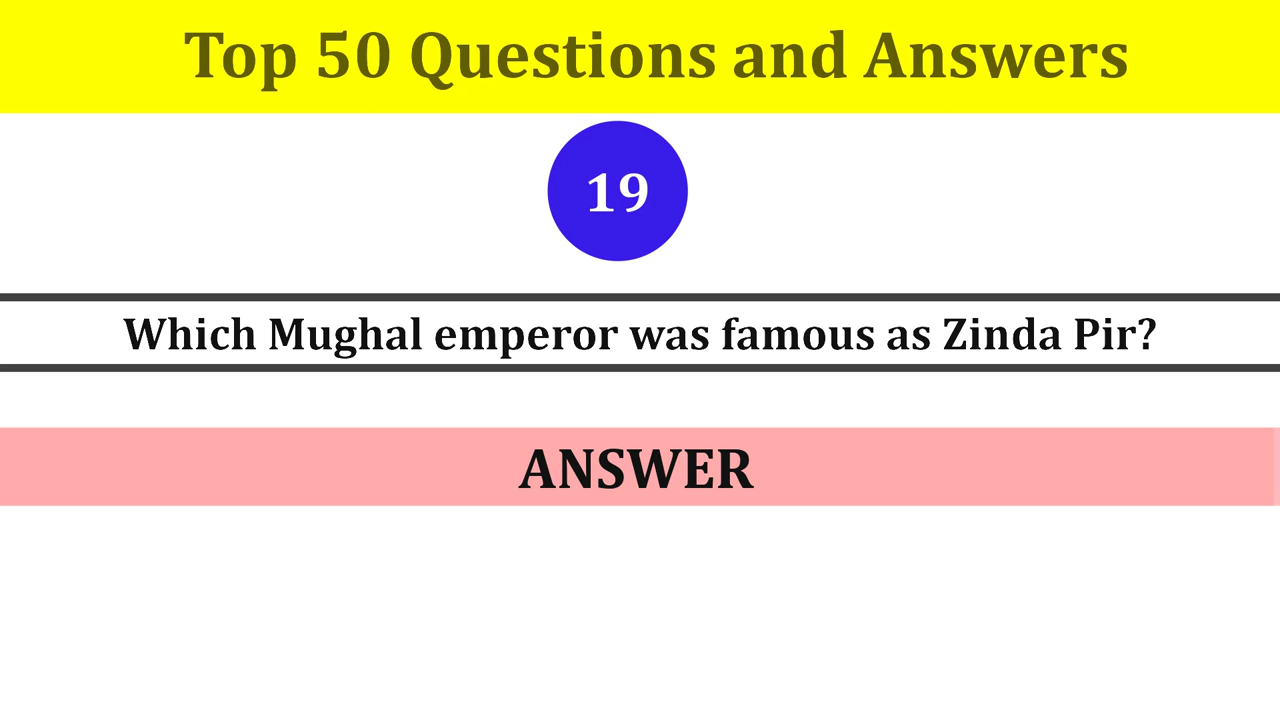 Top 50 Questions and Answers
19
Which Mughal emperor was famous as Zinda Pir?
ANSWER